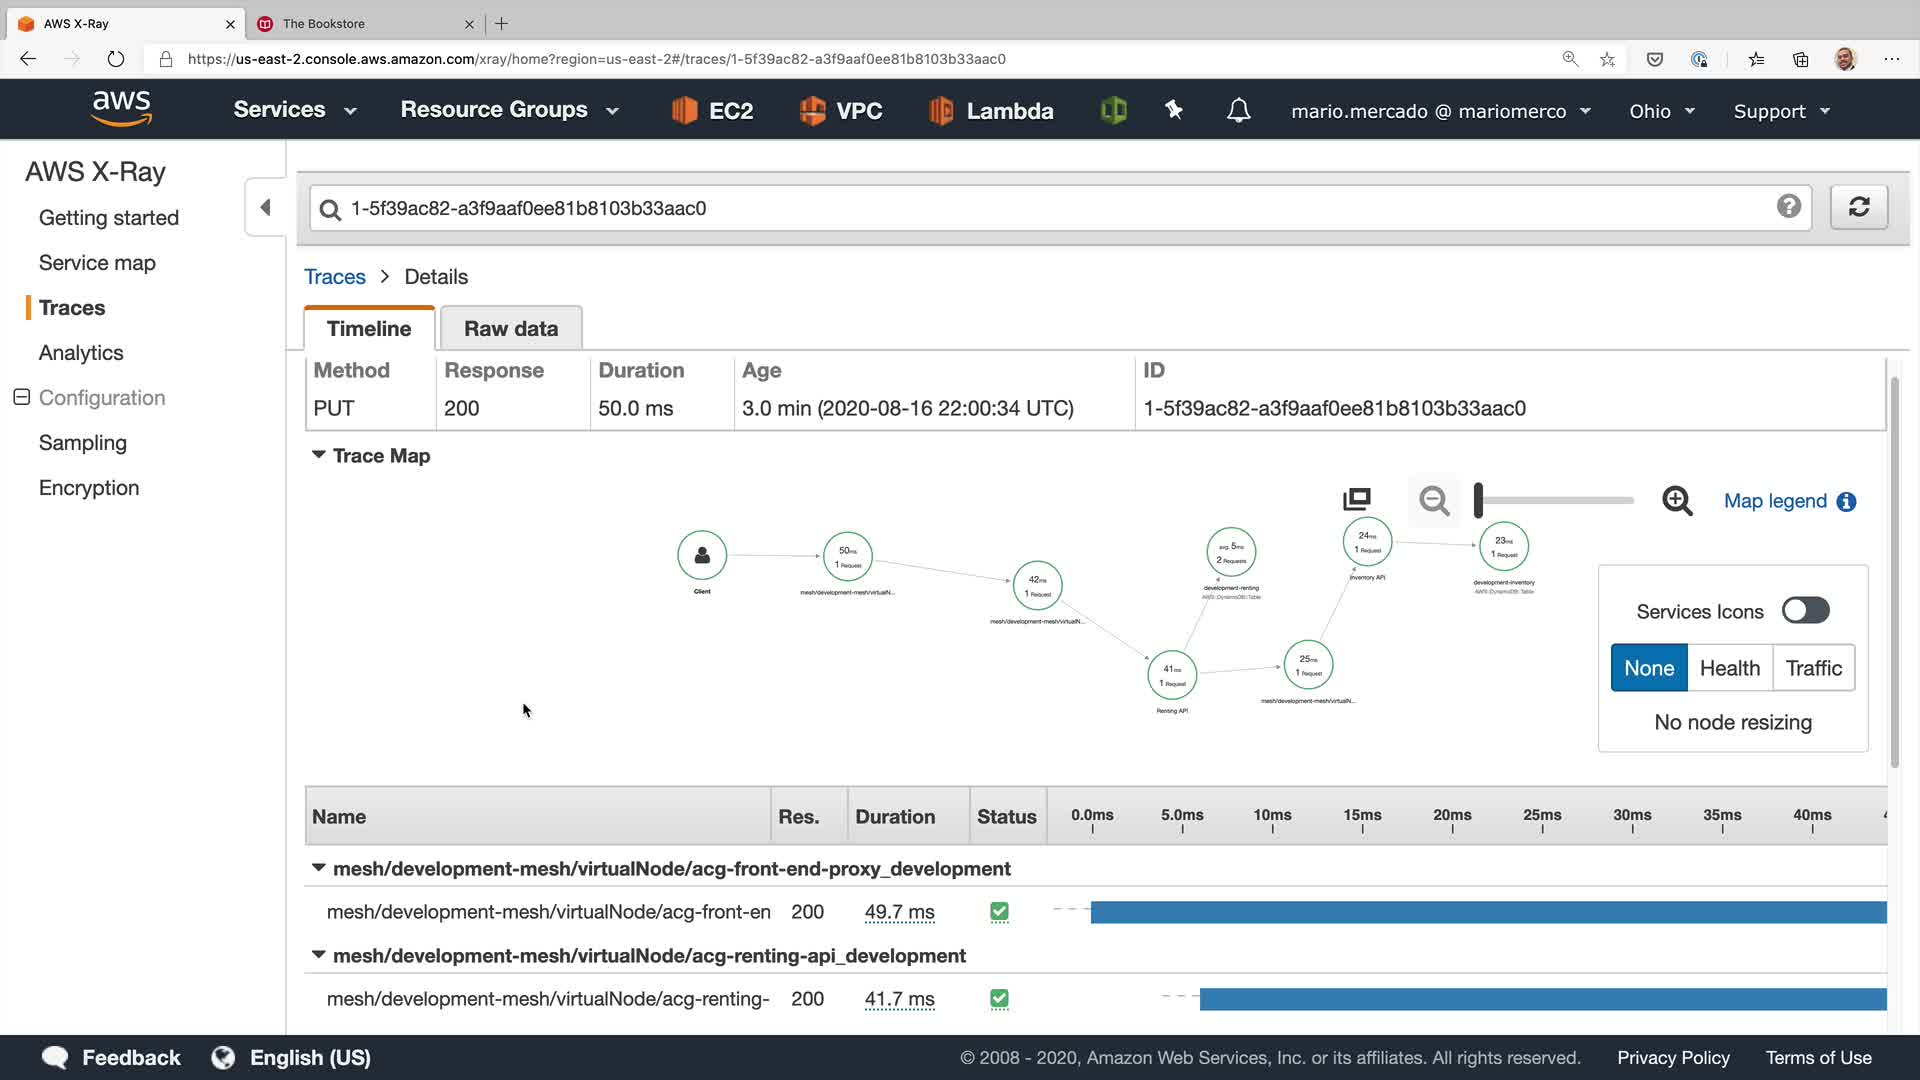 AWS X-Ray
The Bookstore
https://us-east-2.console.aws.amazon.com/xray/home?region=us-east-2#/traces/1-5f39ac82-a3f9aaf0ee81b8103b33aac0
aws
Services
Resource Groups
EC2
VPC
Lambda
mario.mercado @ mariomerco
Ohio
Support
AWS X-Ray
Getting started
Service map
Traces
Analytics
Configuration
Sampling
Encryption
1-5f39ac82-a3f9aaf0ee81b8103b33aac0
Traces > Details
Timeline
Raw data
Method Response Duration Age ID
PUT 200 50.0 ms 3.0 min (2020-08-16 22:00:34 UTC) 1-5f39ac82-a3f9aaf0ee81b8103b33aac0
Trace Map
Map legend
Client
50ms
1 Request
mesh/development-mesh/virtualN...
42ms
1 Request
mesh/development-mesh/virtualN...
41ms
1 Request
Renting API
avg. 5ms
2 Requests
development-renting
AWS::DynamoDB::Table
25ms
1 Request
mesh/development-mesh/virtualN...
24ms
1 Request
Inventory API
23ms
1 Request
development-inventory
AWS::DynamoDB::Table
Services Icons
None Health Traffic
No node resizing
Name Res. Duration Status 0.0ms 5.0ms 10ms 15ms 20ms 25ms 30ms 35ms 40ms
mesh/development-mesh/virtualNode/acg-front-end-proxy_development
mesh/development-mesh/virtualNode/acg-front-en 200 49.7 ms
mesh/development-mesh/virtualNode/acg-renting-api_development
mesh/development-mesh/virtualNode/acg-renting- 200 41.7 ms
Feedback
English (US)
© 2008 - 2020, Amazon Web Services, Inc. or its affiliates. All rights reserved.
Privacy Policy
Terms of Use